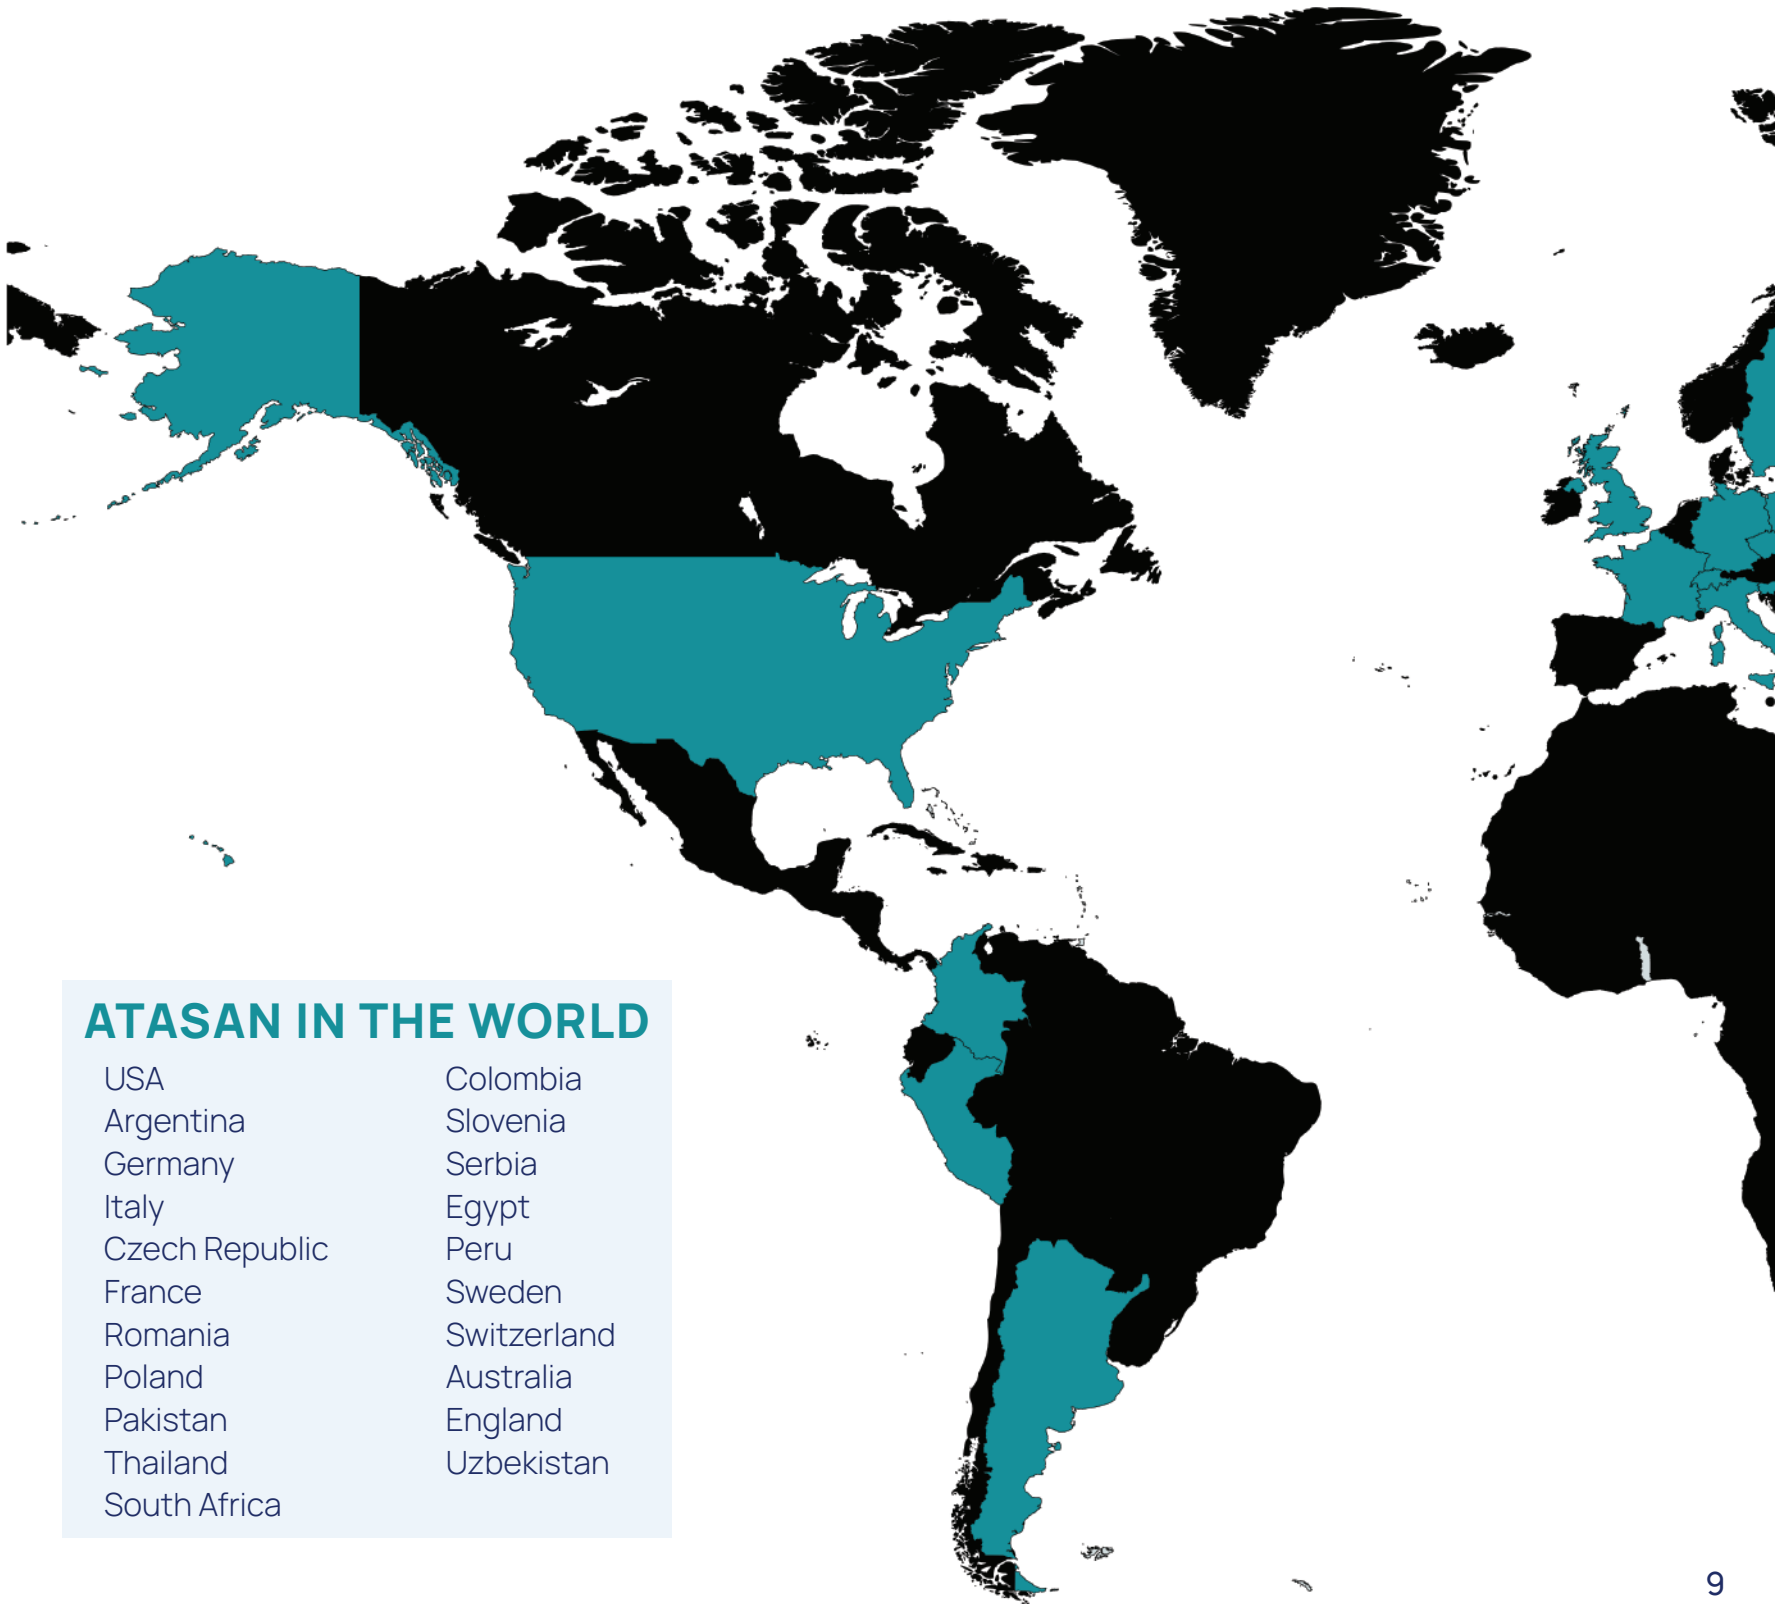 ATASAN IN THE WORLD
USA
Argentina
Germany
Italy
Czech Republic
France
Romania
Poland
Pakistan
Thailand
South Africa
Colombia
Slovenia
Serbia
Egypt
Peru
Sweden
Switzerland
Australia
England
Uzbekistan
9